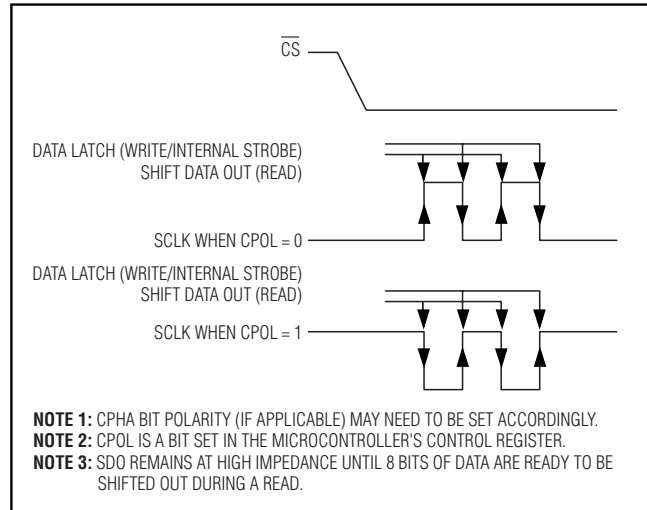 CS
DATA LATCH (WRITE/INTERNAL STROBE)
SHIFT DATA OUT (READ)
SCLK WHEN CPOL = 0
DATA LATCH (WRITE/INTERNAL STROBE)
SHIFT DATA OUT (READ)
SCLK WHEN CPOL = 1
NOTE 1: CPHA BIT POLARITY (IF APPLICABLE) MAY NEED TO BE SET ACCORDINGLY.
NOTE 2: CPOL IS A BIT SET IN THE MICROCONTROLLER'S CONTROL REGISTER.
NOTE 3: SDO REMAINS AT HIGH IMPEDANCE UNTIL 8 BITS OF DATA ARE READY TO BE
SHIFTED OUT DURING A READ.